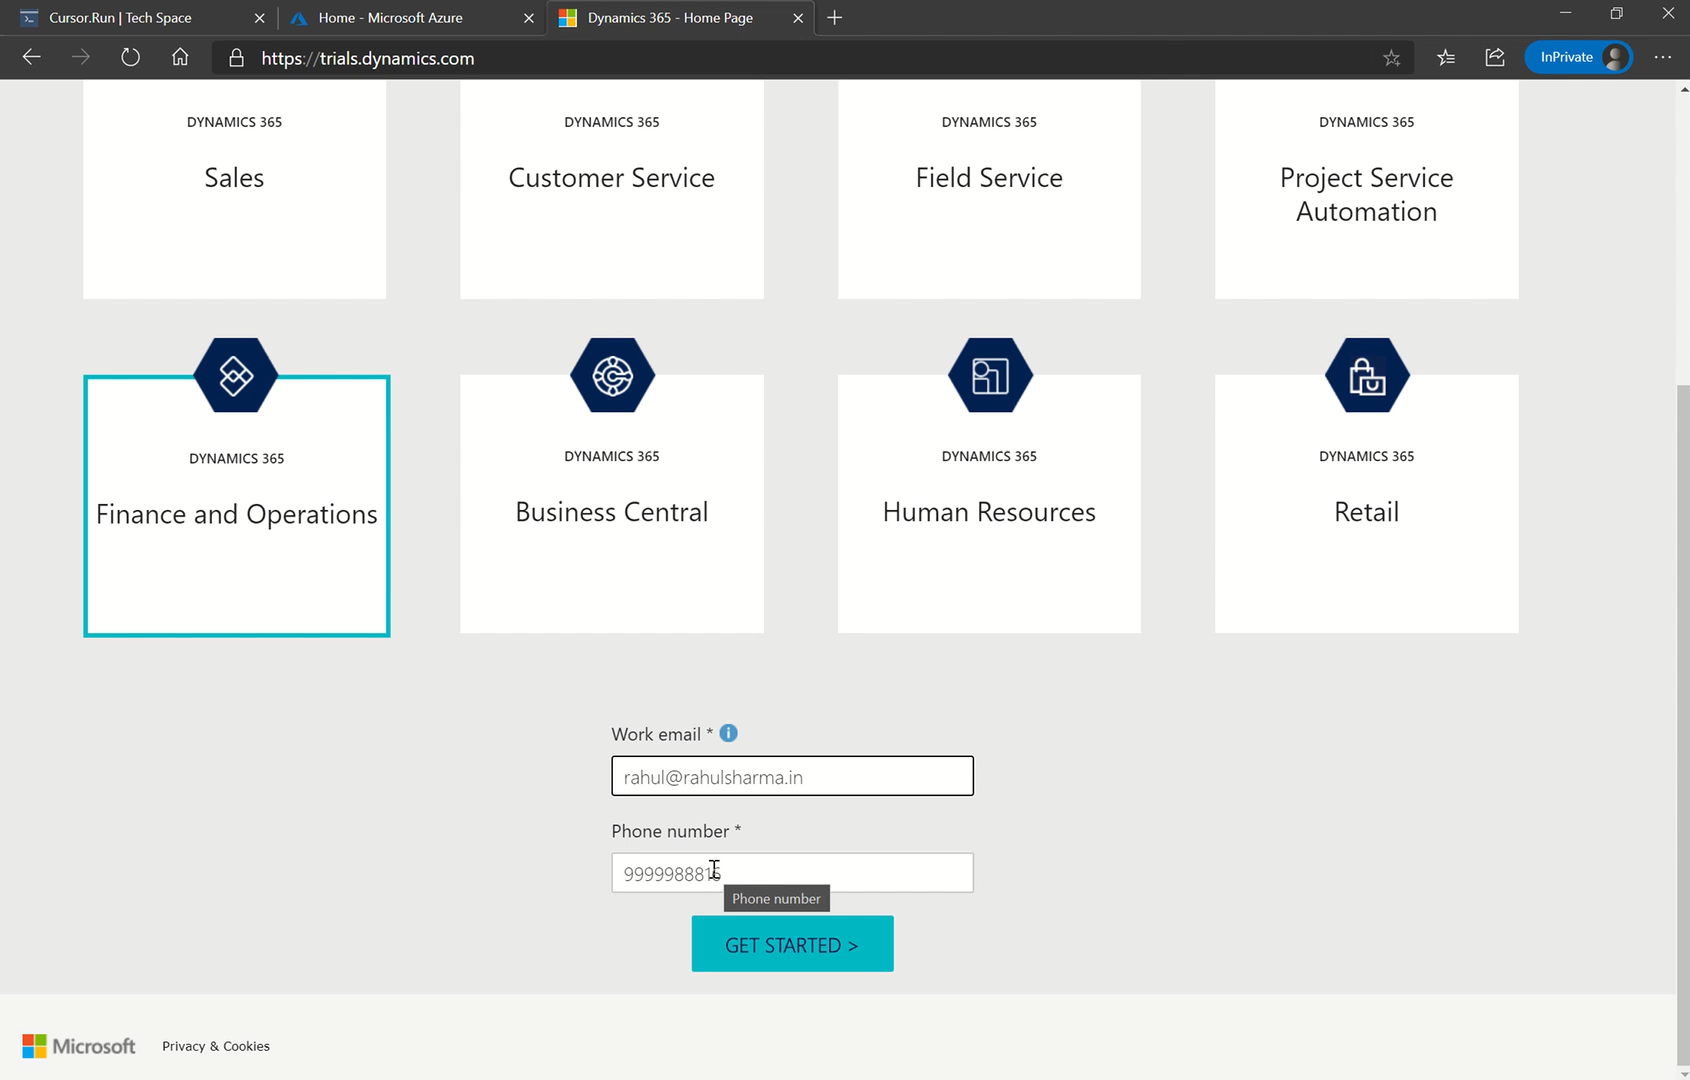 Cursor.Run | Tech Space
Home - Microsoft Azure
Dynamics 365 - Home Page
https://trials.dynamics.com
InPrivate
DYNAMICS 365
Sales
DYNAMICS 365
Customer Service
DYNAMICS 365
Field Service
DYNAMICS 365
Project Service
Automation
DYNAMICS 365
Finance and Operations
DYNAMICS 365
Business Central
DYNAMICS 365
Human Resources
DYNAMICS 365
Retail
Work email *
rahul@rahulsharma.in
Phone number *
Phone number
GET STARTED >
Microsoft
Privacy & Cookies